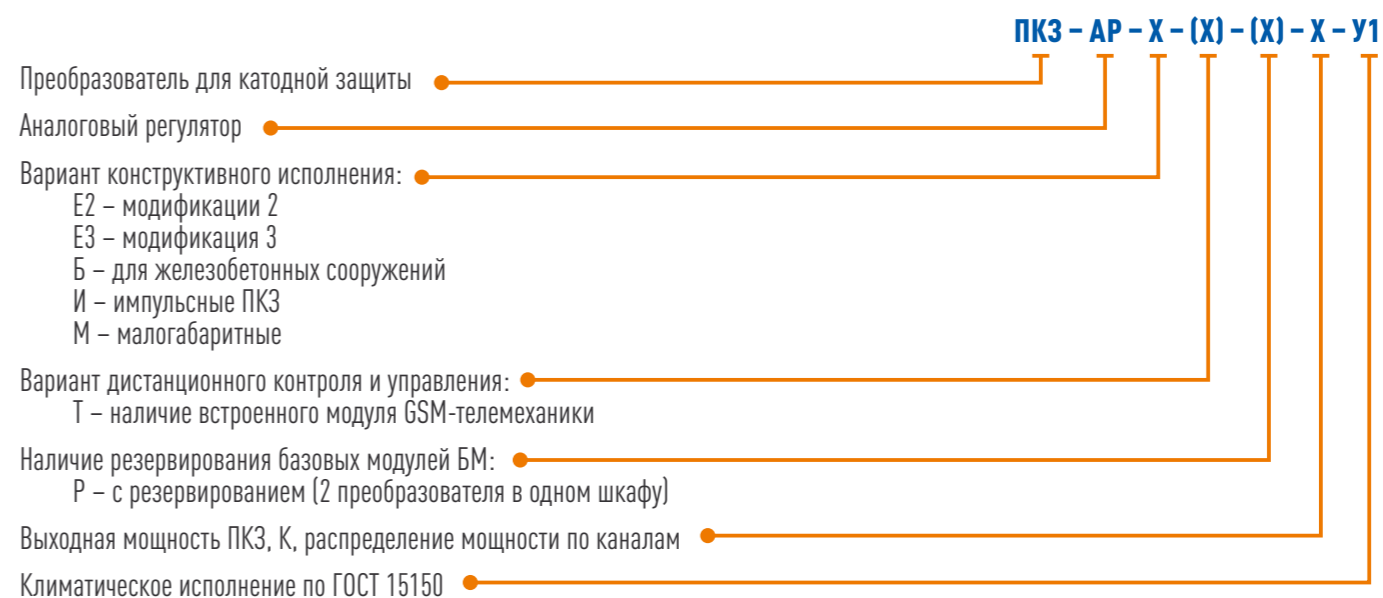 ПКЗ – АР – Х – (Х) – (Х) – Х – У1
Преобразователь для катодной защиты
Аналоговый регулятор
Вариант конструктивного исполнения:
Е2 – модификации 2
Е3 – модификация 3
Б – для железобетонных сооружений
И – импульсные ПКЗ
М – малогабаритные
Вариант дистанционного контроля и управления:
Т – наличие встроенного модуля GSM-телемеханики
Наличие резервирования базовых модулей БМ:
Р – с резервированием (2 преобразователя в одном шкафу)
Выходная мощность ПКЗ, К, распределение мощности по каналам
Климатическое исполнение по ГОСТ 15150